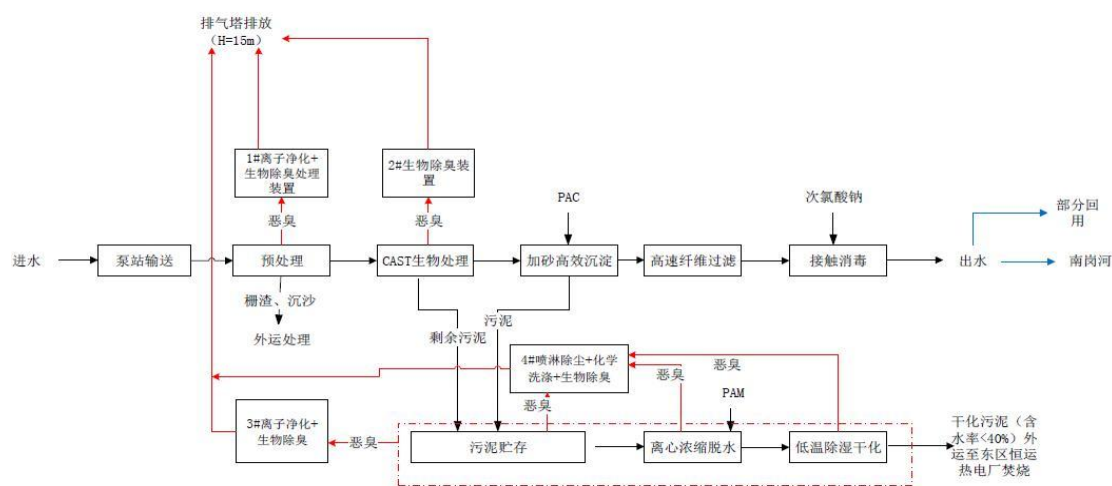 排气塔排放
（H=15m）
1#离子净化+
生物除臭处理
装置
2#生物除臭装
置
恶臭
恶臭
PAC
次氯酸钠
部分回
用
进水
泵站输送
预处理
CAST生物处理
加砂高效沉淀
高速纤维过滤
接触消毒
出水
南岗河
栅渣、沉沙
外运处理
剩余污泥
污泥
4#喷淋除尘+化学
洗涤+生物除臭
恶臭
恶臭
恶臭
PAM
3#离子净化+
生物除臭
恶臭
污泥贮存
离心浓缩脱水
低温除湿干化
干化污泥（含
水率<40%）外
运至东区恒运
热电厂焚烧